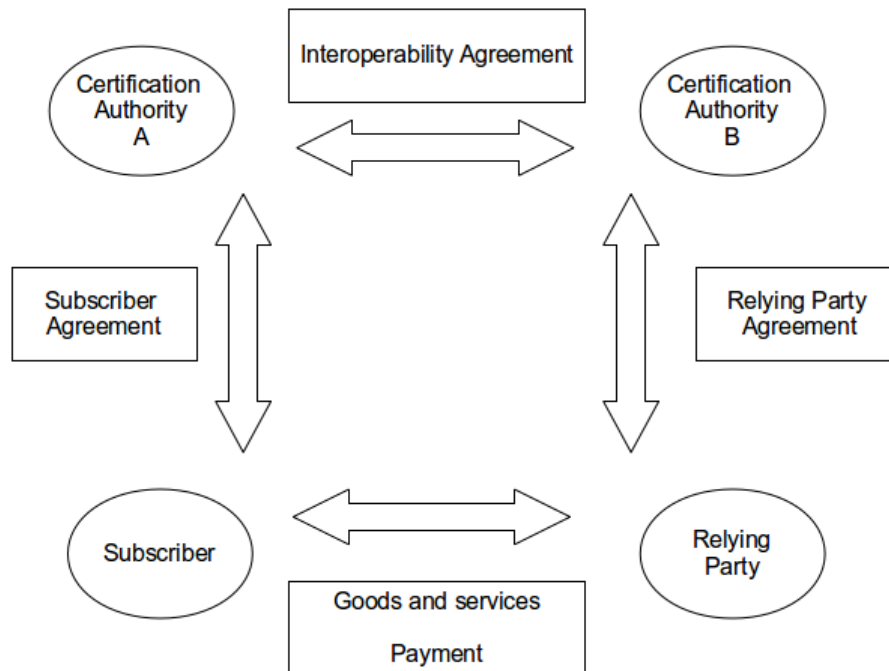 Interoperability Agreement
Certification
Authority
A
Certification
Authority
B
Subscriber
Agreement
Relying Party
Agreement
Subscriber
Relying
Party
Goods and services
Payment